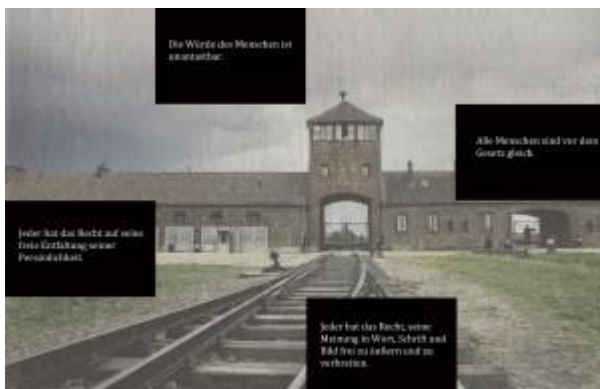 Die Würde des Menschen ist
unantastbar.
Alle Menschen sind vor dem
Gesetz gleich.
Jeder hat das Recht auf seine
freie Entfaltung seiner
Persönlichkeit.
Jeder hat das Recht, seine
Meinung in Wort, Schrift und
Bild frei zu äußern und zu
verbreiten.